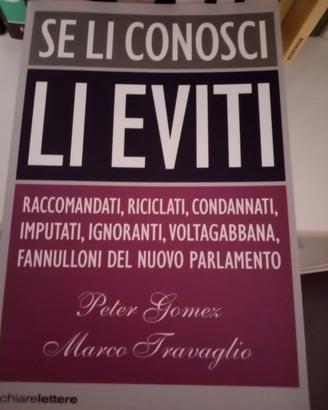 SE LI CONOSCI
LI EVITI
RACCOMANDATI, RICICLATI, CONDANNATI,
IMPUTATI, IGNORANTI, VOLTAGABBANA,
FANNULLONI DEL NUOVO PARLAMENTO
Peter Gomez
Marco Travaglio
chiarelettere